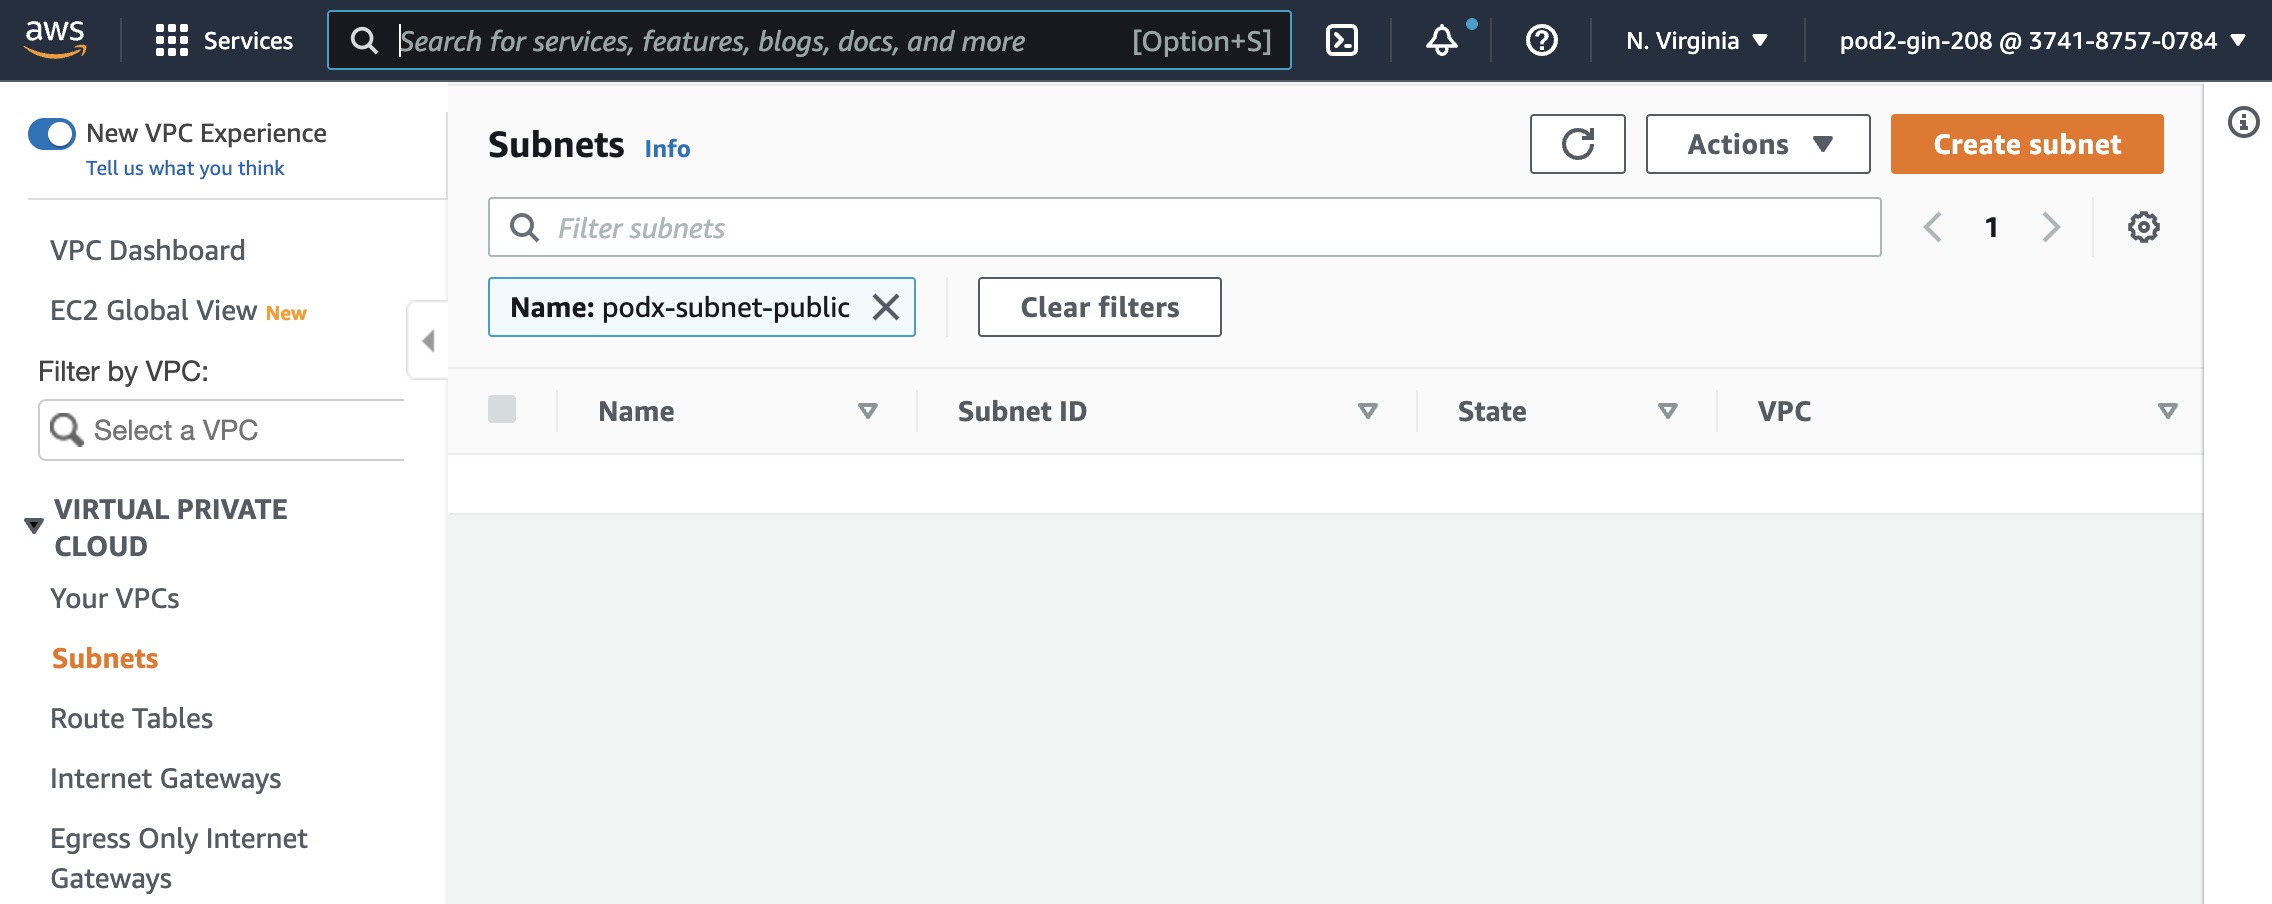 aws
Services
Search for services, features, blogs, docs, and more
[Option+S]
N. Virginia
pod2-gin-208 @ 3741-8757-0784
New VPC Experience
Tell us what you think
VPC Dashboard
EC2 Global View New
Filter by VPC:
Select a VPC
VIRTUAL PRIVATE
CLOUD
Your VPCs
Subnets
Route Tables
Internet Gateways
Egress Only Internet
Gateways
Subnets Info
Actions
Create subnet
Filter subnets
1
Name: podx-subnet-public
Clear filters
Name
Subnet ID
State
VPC